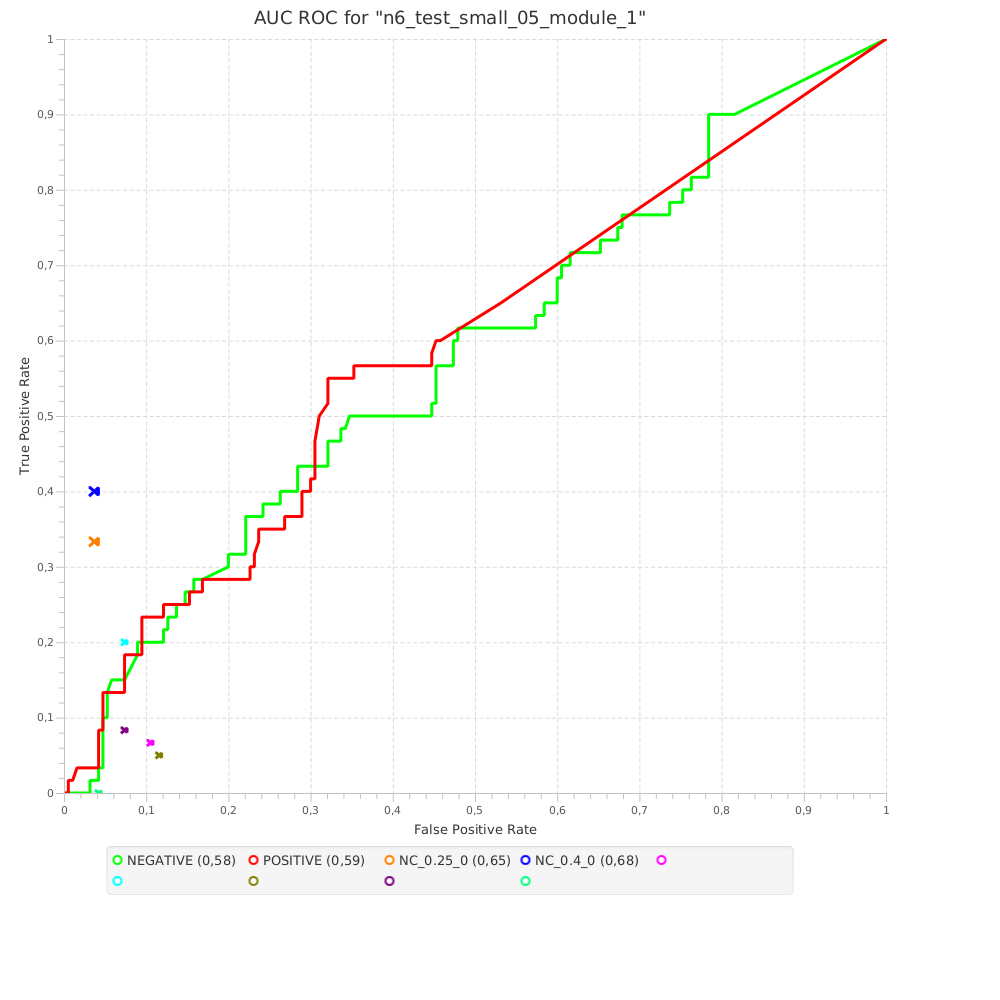 AUC ROC for "n6_test_small_05_module_1"
1
0,9
0,8
0,7
0,6
0,5
0,4
0,3
0,2
0,1
0
True Positive Rate
0 0,1 0,2 0,3 0,4 0,5 0,6 0,7 0,8 0,9 1
False Positive Rate
NEGATIVE (0,58) POSITIVE (0,59) NC_0.25_0 (0,65) NC_0.4_0 (0,68)